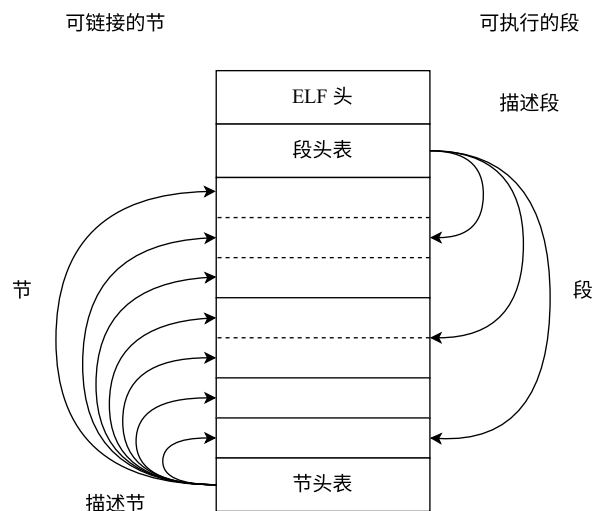 可链接的节
可执行的段
ELF 头
描述段
段头表
节
段
节头表
描述节